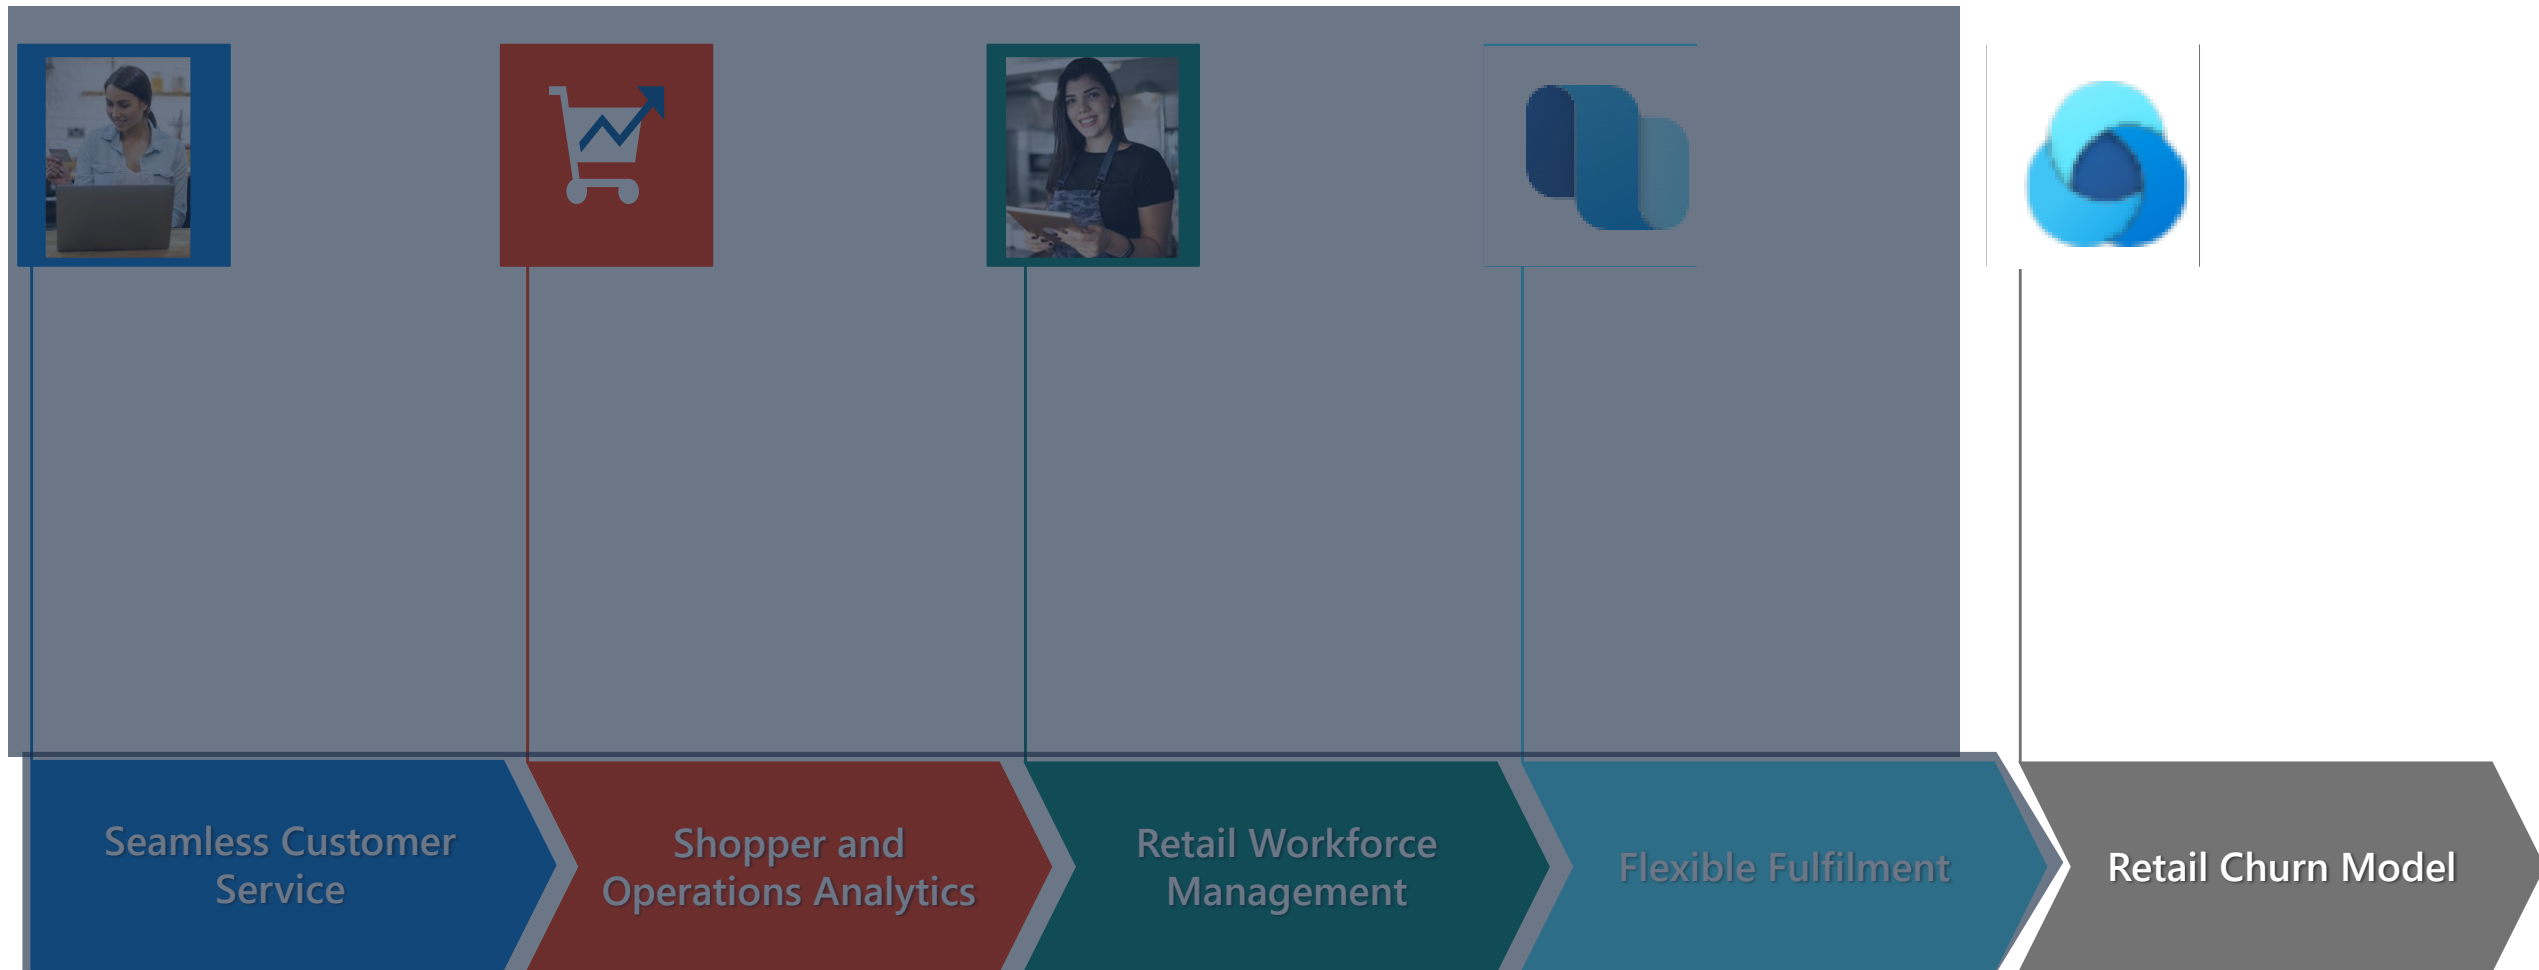 Seamless Customer
Service
Shopper and
Operations Analytics
Retail Workforce
Management
Flexible Fulfilment
Retail Churn Model